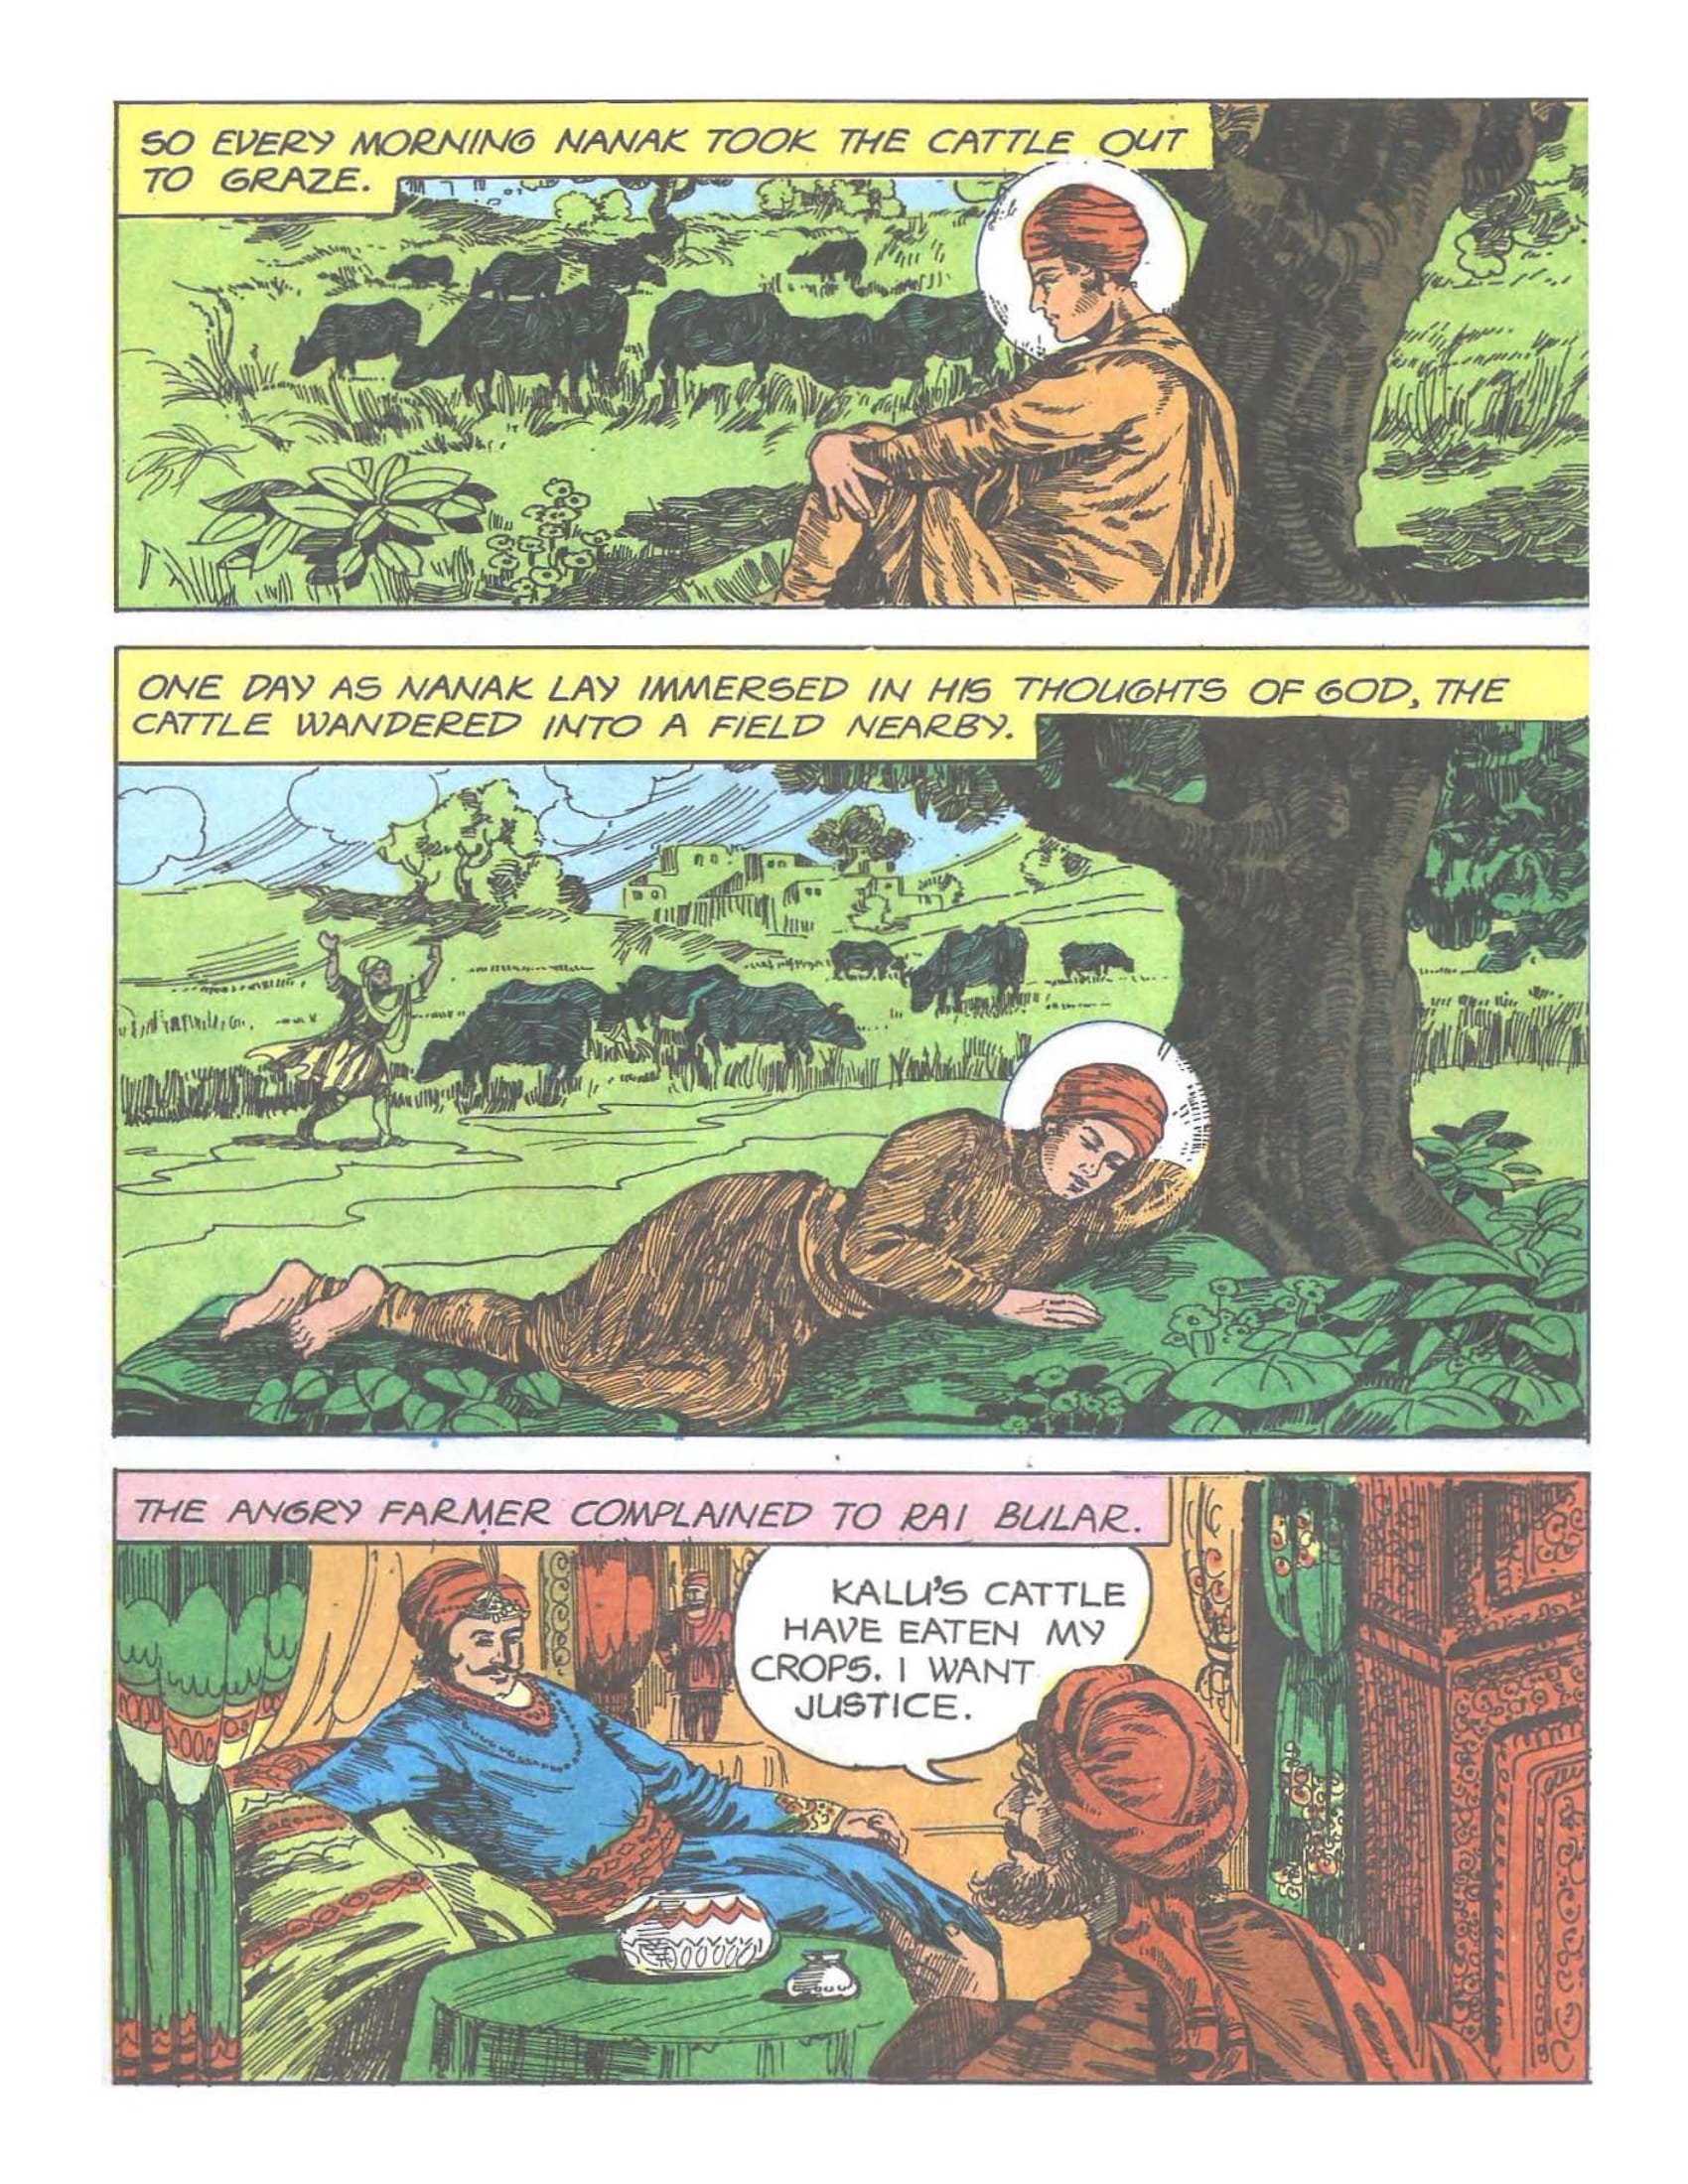 SO EVERY MORNING NANAK TOOK THE CATTLE OUT
TO GRAZE.
ONE DAY AS NANAK LAY IMMERSED IN HIS THOUGHTS OF GOD, THE
CATTLE WANDERED INTO A FIELD NEARBY.
THE ANGRY FARMER COMPLAINED TO RAI BULAR.
KALU'S CATTLE
HAVE EATEN MY
CROPS. I WANT
JUSTICE.